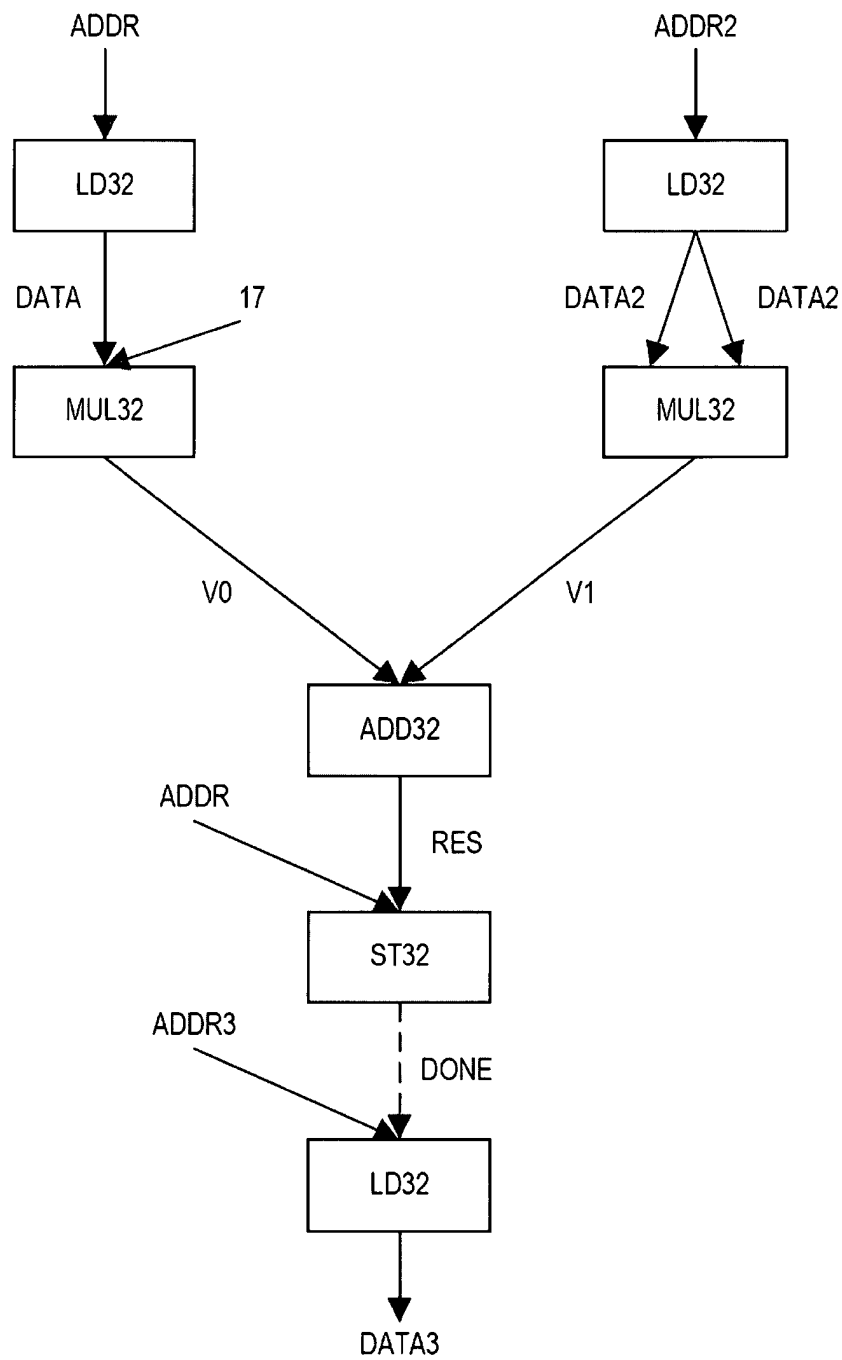 ADDR
ADDR2
LD32
LD32
DATA
17
DATA2
DATA2
MUL32
MUL32
V0
V1
ADD32
ADDR
RES
ST32
ADDR3
DONE
LD32
DATA3